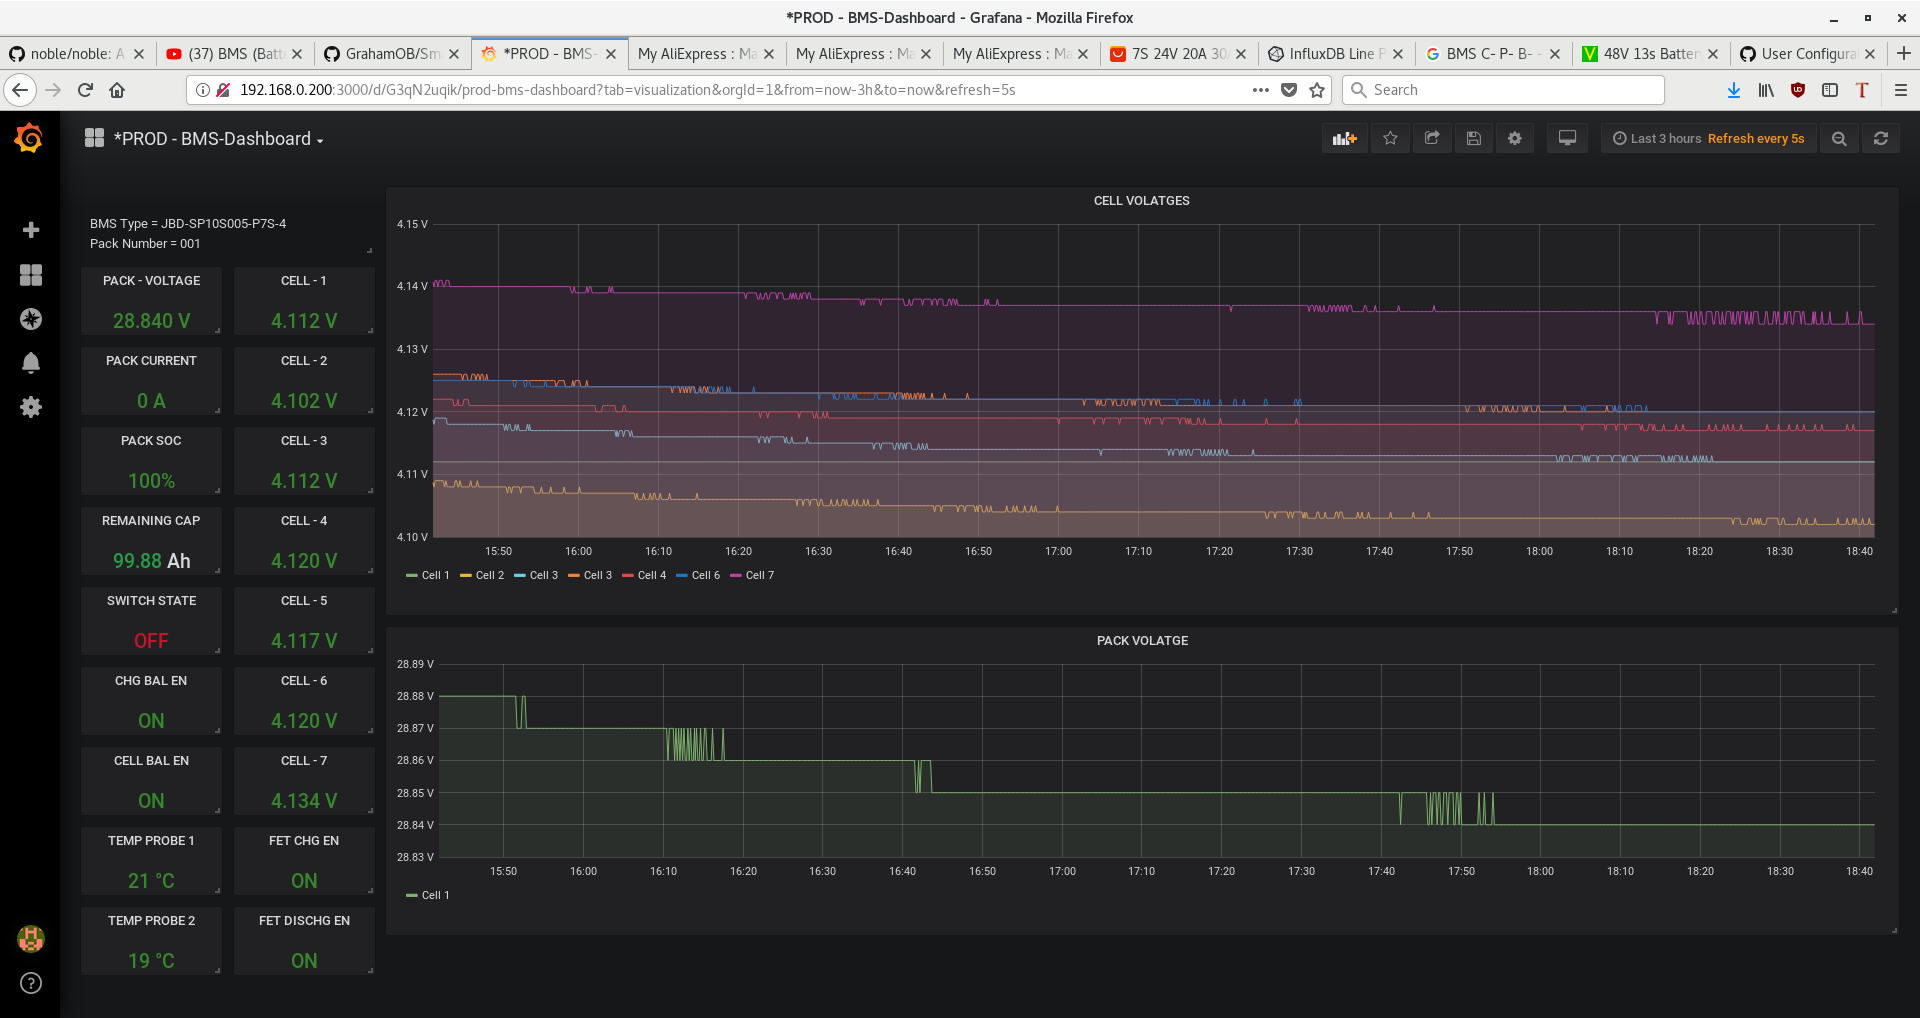 *PROD - BMS-Dashboard - Grafana - Mozilla Firefox
noble/noble: A
(37) BMS (Batt
GrahamOB/Sm
*PROD - BMS-
My AliExpress : Ma
My AliExpress : Ma
My AliExpress : Ma
7S 24V 20A 30
InfluxDB Line P
BMS C- P- B- -
48V 13s Batter
User Configura
192.168.0.200:3000/d/G3qN2uqik/prod-bms-dashboard?tab=visualization&orgId=1&from=now-3h&to=now&refresh=5s
Search
*PROD - BMS-Dashboard
Last 3 hours Refresh every 5s
BMS Type = JBD-SP10S005-P7S-4
Pack Number = 001
PACK - VOLTAGE
28.840 V
CELL - 1
4.112 V
PACK CURRENT
0 A
CELL - 2
4.102 V
PACK SOC
100%
CELL - 3
4.112 V
REMAINING CAP
99.88 Ah
CELL - 4
4.120 V
SWITCH STATE
OFF
CELL - 5
4.117 V
CHG BAL EN
ON
CELL - 6
4.120 V
CELL BAL EN
ON
CELL - 7
4.134 V
TEMP PROBE 1
21 °C
FET CHG EN
ON
TEMP PROBE 2
19 °C
FET DISCHG EN
ON
CELL VOLATGES
4.15 V
4.14 V
4.13 V
4.12 V
4.11 V
4.10 V
15:50 16:00 16:10 16:20 16:30 16:40 16:50 17:00 17:10 17:20 17:30 17:40 17:50 18:00 18:10 18:20 18:30 18:40
Cell 1 Cell 2 Cell 3 Cell 3 Cell 4 Cell 6 Cell 7
PACK VOLATGE
28.89 V
28.88 V
28.87 V
28.86 V
28.85 V
28.84 V
28.83 V
15:50 16:00 16:10 16:20 16:30 16:40 16:50 17:00 17:10 17:20 17:30 17:40 17:50 18:00 18:10 18:20 18:30 18:40
Cell 1